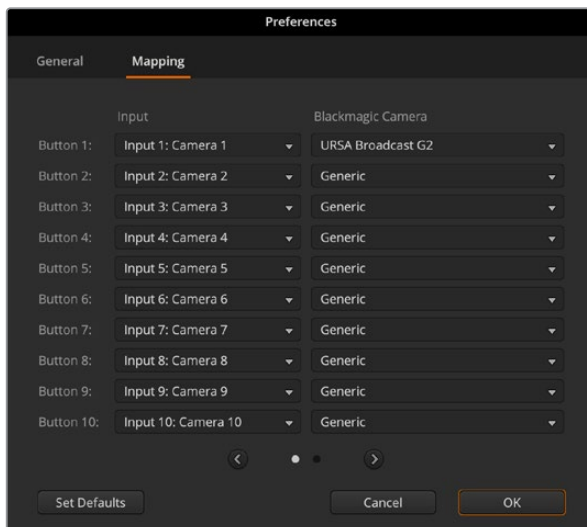 Preferences
General Mapping
Input Blackmagic Camera
Button 1: Input 1: Camera 1 URSA Broadcast G2
Button 2: Input 2: Camera 2 Generic
Button 3: Input 3: Camera 3 Generic
Button 4: Input 4: Camera 4 Generic
Button 5: Input 5: Camera 5 Generic
Button 6: Input 6: Camera 6 Generic
Button 7: Input 7: Camera 7 Generic
Button 8: Input 8: Camera 8 Generic
Button 9: Input 9: Camera 9 Generic
Button 10: Input 10: Camera 10 Generic
Set Defaults Cancel OK